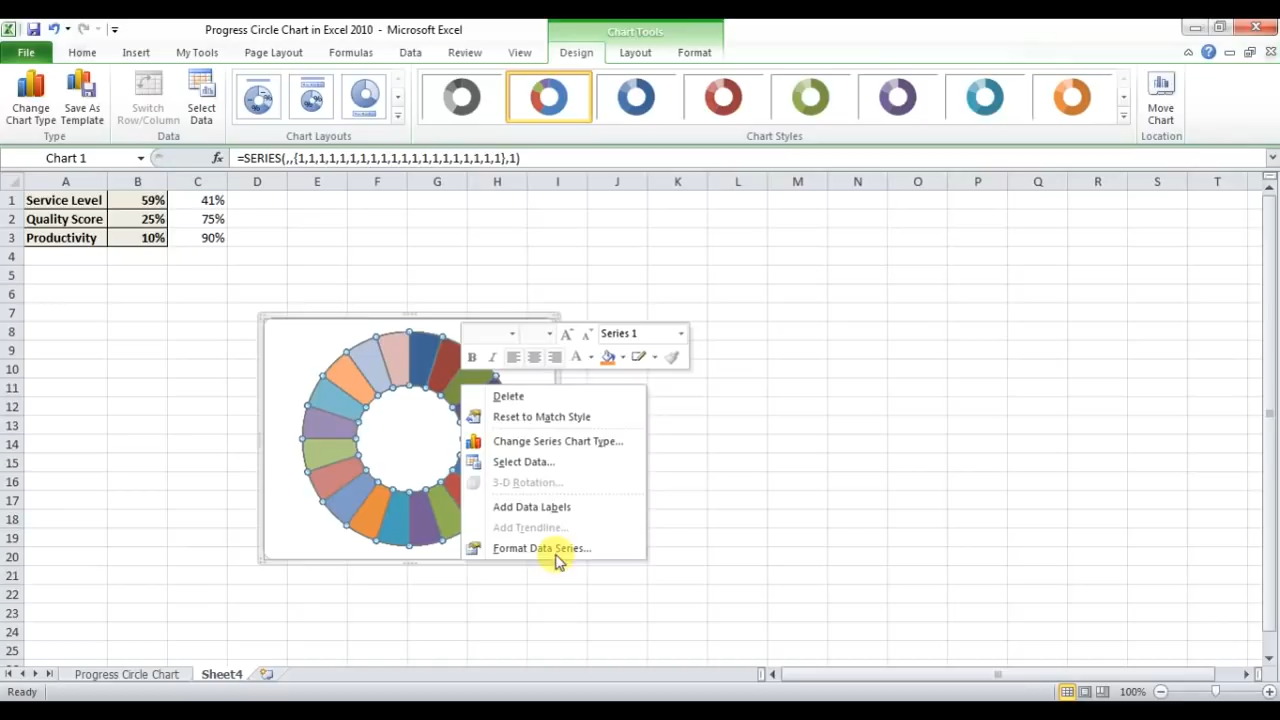 Progress Circle Chart in Excel 2010 - Microsoft Excel
Chart Tools
File Home Insert My Tools Page Layout Formulas Data Review View Design Layout Format
Change Chart Type
Save As Template
Switch Row/Column
Select Data
Move Chart
Type Data Chart Layouts Chart Styles Location
Chart 1 fx =SERIES(,,{1,1,1,1,1,1,1,1,1,1,1,1,1,1,1,1,1,1,1,1},1)
A B C D E F G H I J K L M N O P Q R S T
1 Service Level 59% 41%
2 Quality Score 25% 75%
3 Productivity 10% 90%
4
5
6
7
8
9
10
11
12
13
14
15
16
17
18
19
20
21
22
23
24
25
A A Series 1
B I A
Delete
Reset to Match Style
Change Series Chart Type...
Select Data...
3-D Rotation...
Add Data Labels
Add Trendline...
Format Data Series...
Progress Circle Chart Sheet4
Ready 100%